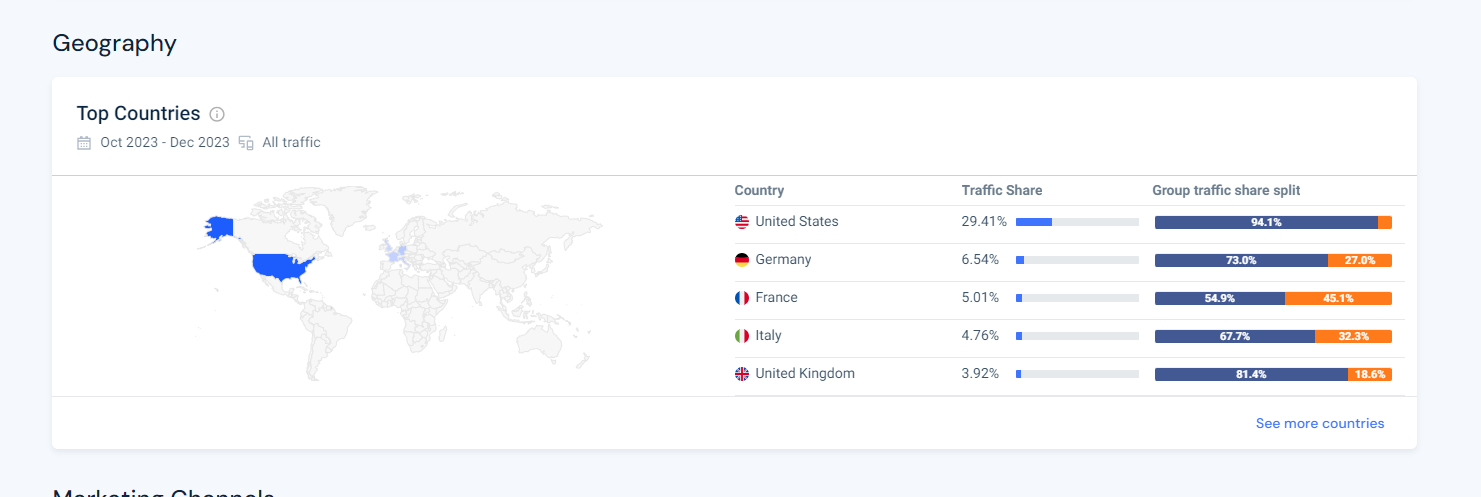 Geography
Top Countries
Oct 2023 - Dec 2023 All traffic
Country Traffic Share Group traffic share split
United States 29.41% 94.1%
Germany 6.54% 73.0% 27.0%
France 5.01% 54.9% 45.1%
Italy 4.76% 67.7% 32.3%
United Kingdom 3.92% 81.4% 18.6%
See more countries
Marketing Channels